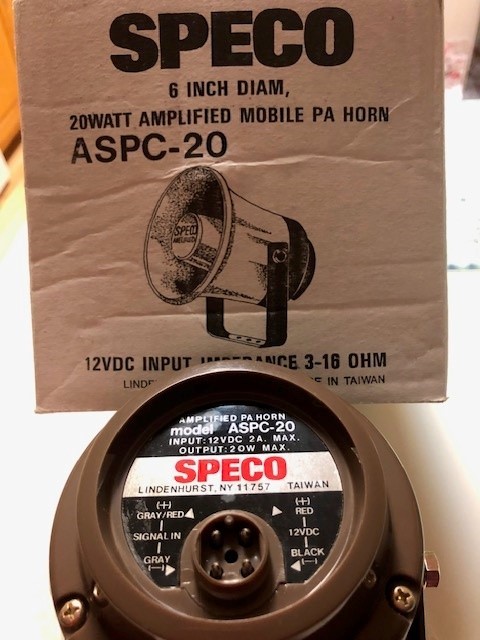 SPECO
6 INCH DIAM,
20WATT AMPLIFIED MOBILE PA HORN
ASPC-20
SPECO
12VDC INPUT IMPEDANCE 3-16 OHM
IN TAIWAN
AMPLIFIED PA HORN
model ASPC-20
INPUT:12VDC 2A. MAX.
OUTPUT: 20W MAX.
SPECO
LINDENHURST, NY 11757 TAIWAN
(+)
GRAY/RED
SIGNAL IN
GRAY
(—)
(+)
RED
12VDC
BLACK
(—)